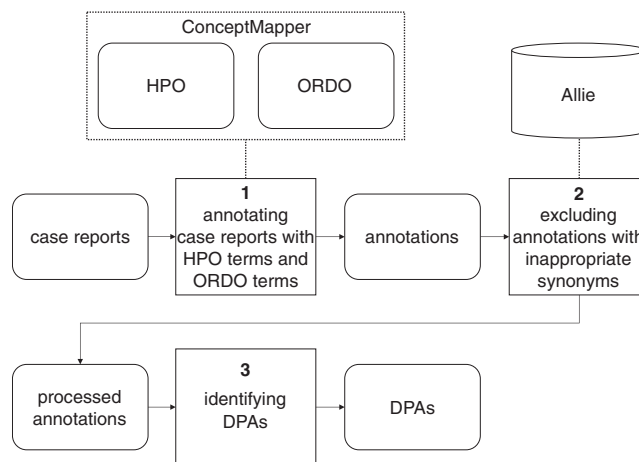 ConceptMapper
HPO
ORDO
Allie
case reports
1
annotating
case reports with
HPO terms and
ORDO terms
annotations
2
excluding
annotations with
inappropriate
synonyms
processed
annotations
3
identifying
DPAs
DPAs